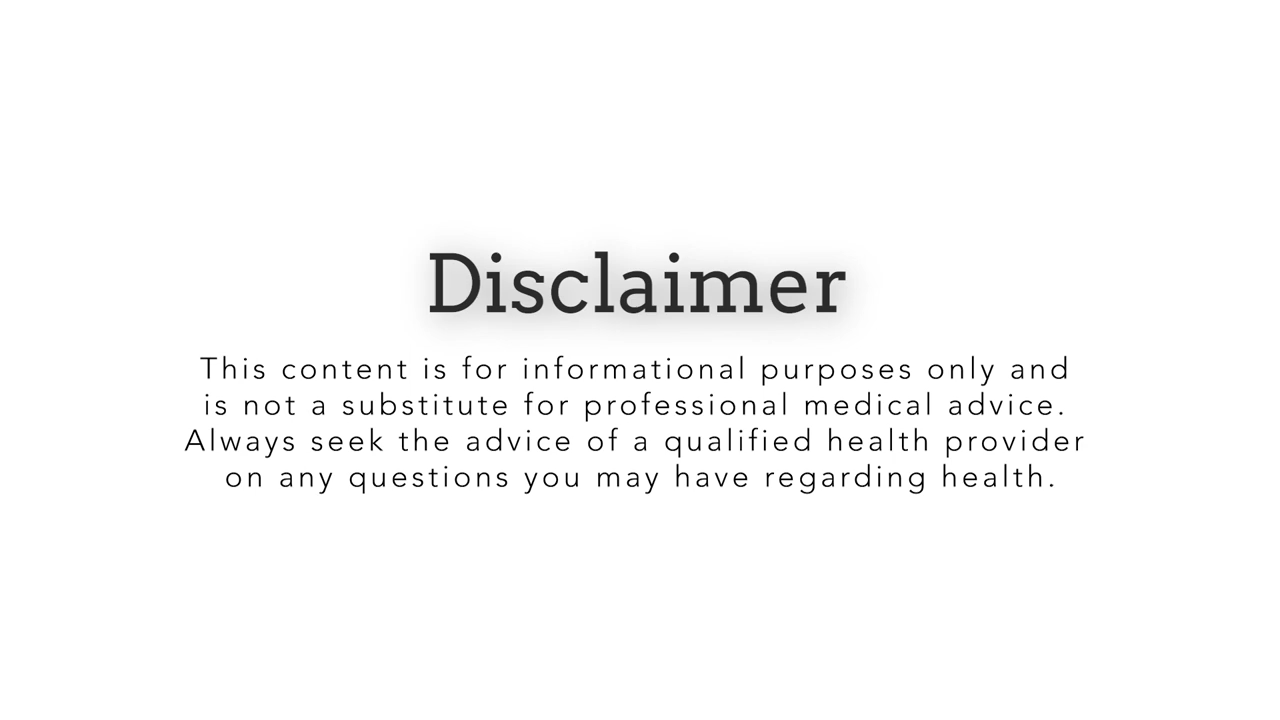 Disclaimer
This content is for informational purposes only and
is not a substitute for professional medical advice.
Always seek the advice of a qualified health provider
on any questions you may have regarding health.